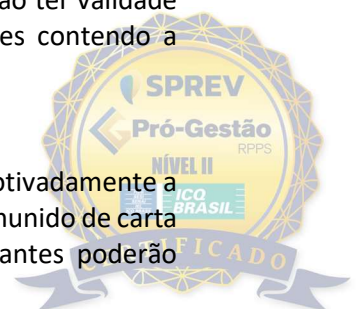 ão ter validade
es contendo a
SPREV
Pró-Gestão
RPPS
NÍVEL II
ICQ
BRASIL
CERTIFICADO
otivadamente a
munido de carta
antes poderão